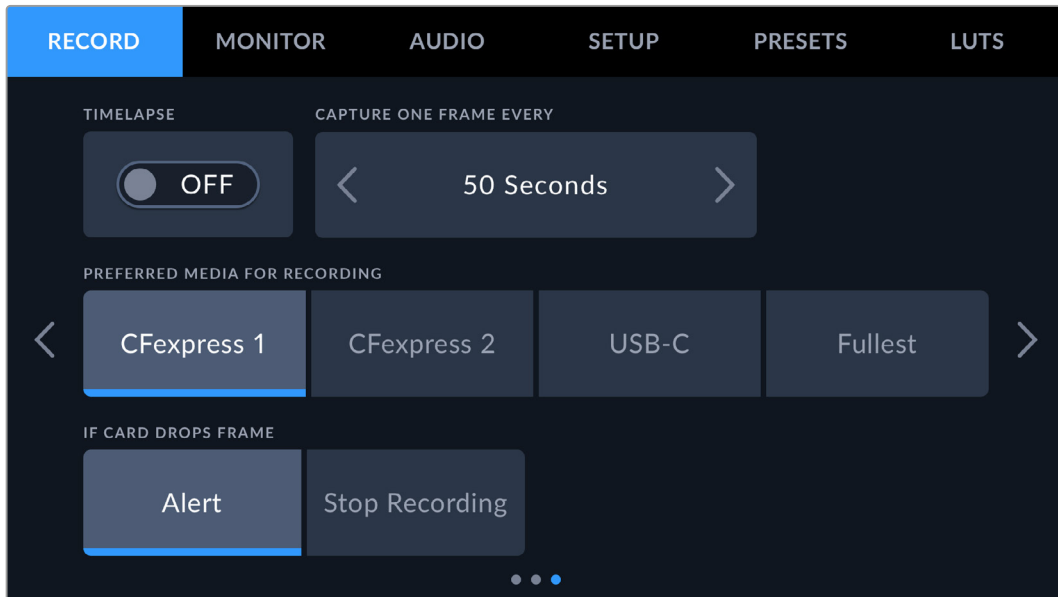 RECORD MONITOR AUDIO SETUP PRESETS LUTS
TIMELAPSE CAPTURE ONE FRAME EVERY
OFF 50 Seconds
PREFERRED MEDIA FOR RECORDING
CFexpress 1 CFexpress 2 USB-C Fullest
IF CARD DROPS FRAME
Alert Stop Recording